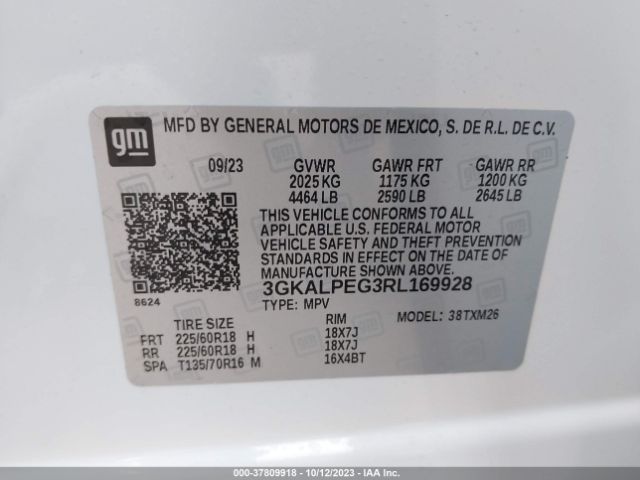 gm MFD BY GENERAL MOTORS DE MEXICO, S. DE R.L. DE C.V.
09/23 GVWR GAWR FRT GAWR RR
2025 KG 1175 KG 1200 KG
4464 LB 2590 LB 2645 LB
THIS VEHICLE CONFORMS TO ALL
APPLICABLE U.S. FEDERAL MOTOR
VEHICLE SAFETY AND THEFT PREVENTION
STANDARDS IN EFFECT ON THE DATE OF
MANUFACTURE SHOWN ABOVE.
3GKALPEG3RL169928
8624 TYPE: MPV
TIRE SIZE RIM MODEL: 38TXM26
FRT 225/60R18 H 18X7J
RR 225/60R18 H 18X7J
SPA T135/70R16 M 16X4BT
000-37809918 - 10/12/2023 - IAA Inc.